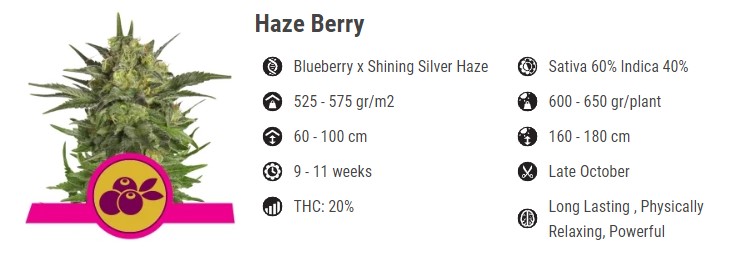 Haze Berry
Blueberry x Shining Silver Haze
Sativa 60% Indica 40%
525 - 575 gr/m2
600 - 650 gr/plant
60 - 100 cm
160 - 180 cm
9 - 11 weeks
Late October
THC: 20%
Long Lasting , Physically
Relaxing, Powerful